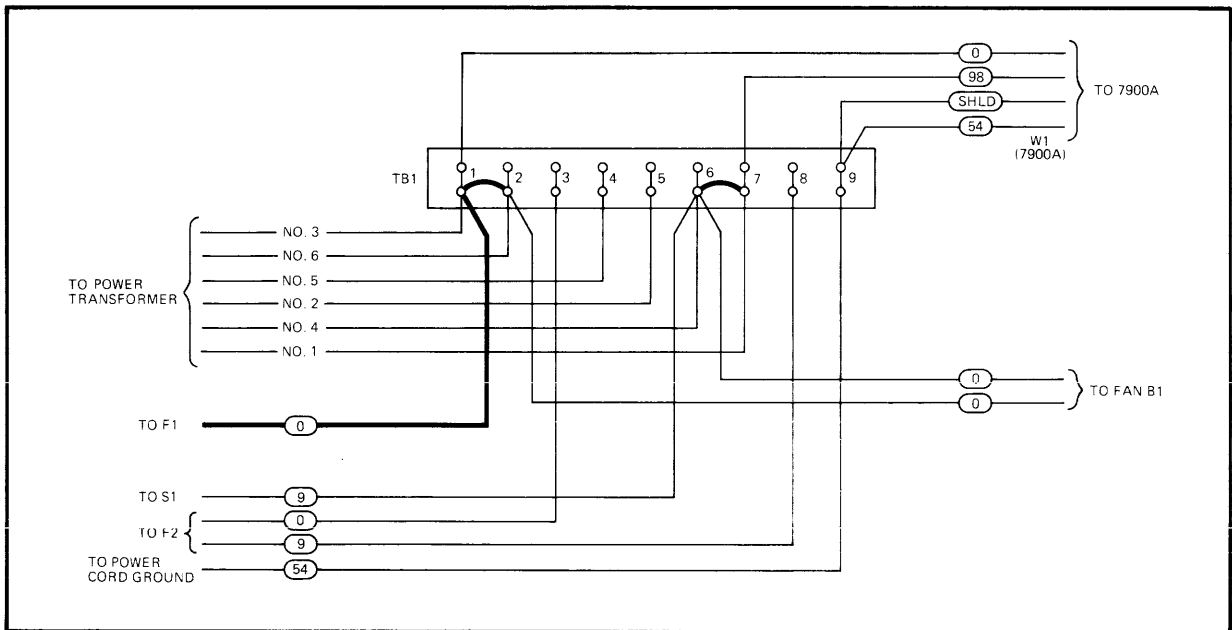 0
98
TO 7900A
SHLD
54
W1
(7900A)
TB1
1 2 3 4 5 6 7 8 9
NO. 3
NO. 6
NO. 5
TO POWER
TRANSFORMER
NO. 2
NO. 4
NO. 1
0
TO FAN B1
0
TO F1
0
TO S1
9
0
TO F2
9
TO POWER
CORD GROUND
54